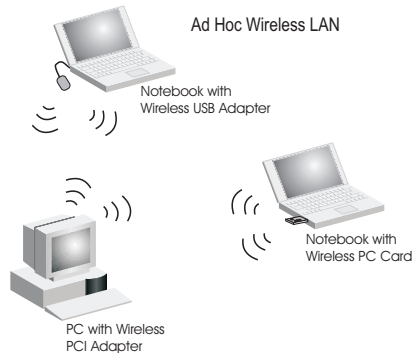 Ad Hoc Wireless LAN
Notebook with
Wireless USB Adapter
Notebook with
Wireless PC Card
PC with Wireless
PCI Adapter